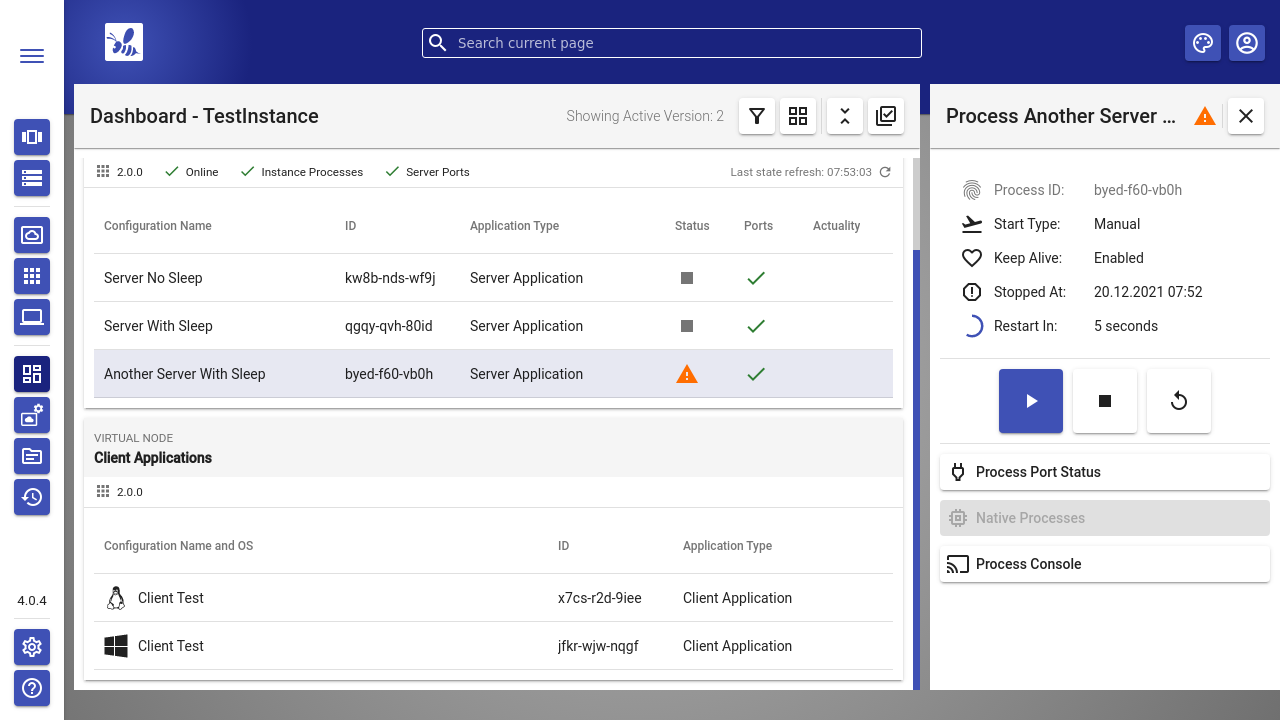 Search current page
Dashboard - TestInstance
Showing Active Version: 2
2.0.0 Online Instance Processes Server Ports Last state refresh: 07:53:03
Configuration Name ID Application Type Status Ports Actuality
Server No Sleep kw8b-nds-wf9j Server Application
Server With Sleep qgqy-qvh-80id Server Application
Another Server With Sleep byed-f60-vb0h Server Application
VIRTUAL NODE
Client Applications
2.0.0
Configuration Name and OS ID Application Type
Client Test x7cs-r2d-9iee Client Application
Client Test jfkr-wjw-nqgf Client Application
Process Another Server ...
Process ID: byed-f60-vb0h
Start Type: Manual
Keep Alive: Enabled
Stopped At: 20.12.2021 07:52
Restart In: 5 seconds
Process Port Status
Native Processes
Process Console
4.0.4